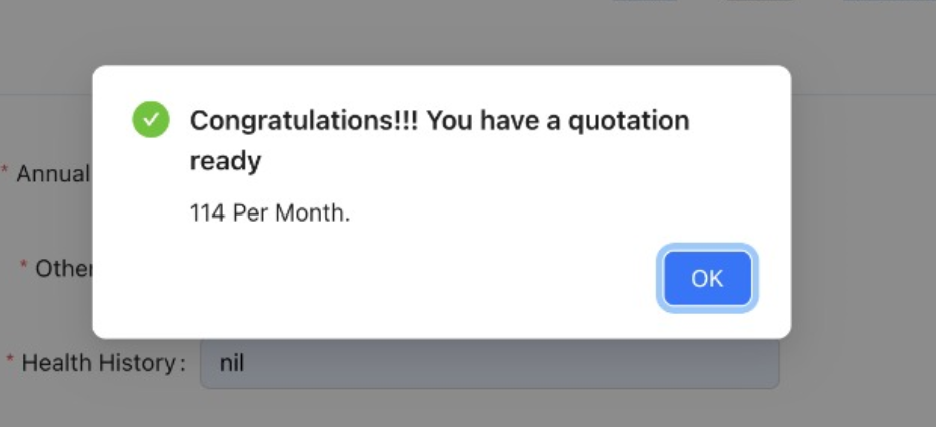 Congratulations!!! You have a quotation
ready
* Annual
114 Per Month.
* Other
OK
* Health History:
nil